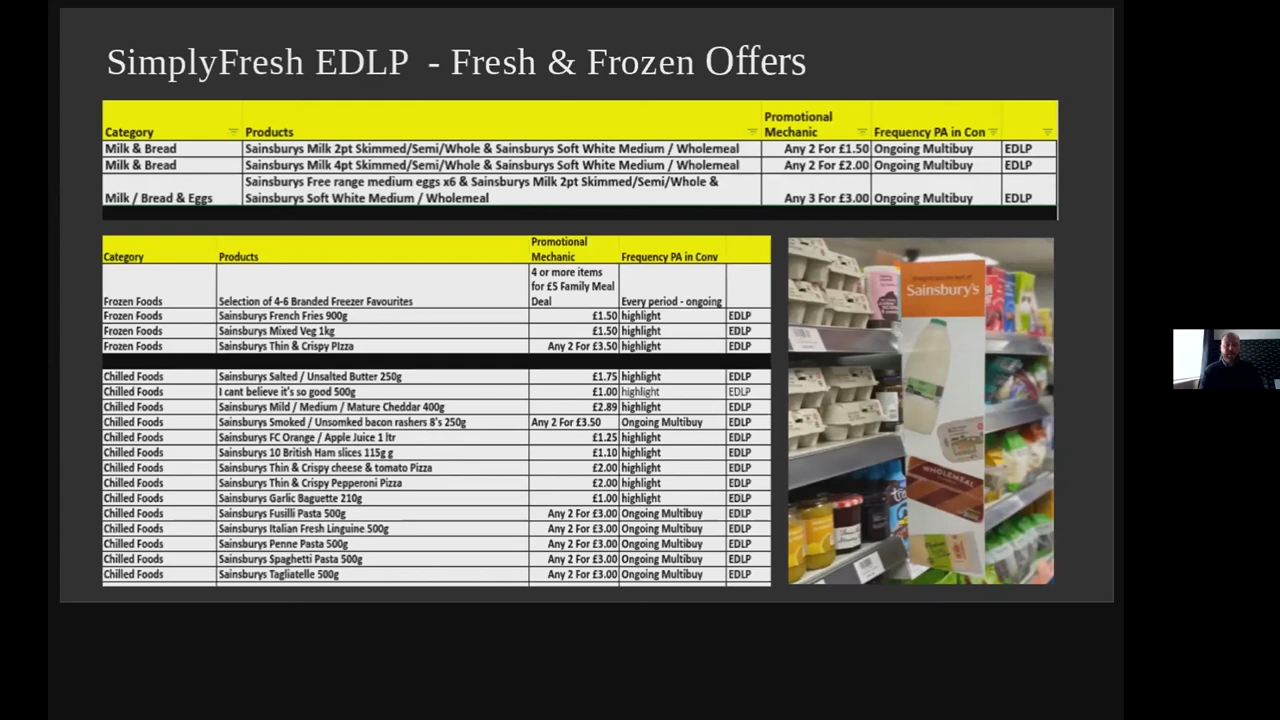 SimplyFresh EDLP - Fresh & Frozen Offers
Category Products Promotional Mechanic Frequency PA in Con
Milk & Bread Sainsburys Milk 2pt Skimmed/Semi/Whole & Sainsburys Soft White Medium / Wholemeal Any 2 For £1.50 Ongoing Multibuy EDLP
Milk & Bread Sainsburys Milk 4pt Skimmed/Semi/Whole & Sainsburys Soft White Medium / Wholemeal Any 2 For £2.00 Ongoing Multibuy EDLP
Milk / Bread & Eggs Sainsburys Free range medium eggs x6 & Sainsburys Milk 2pt Skimmed/Semi/Whole & Sainsburys Soft White Medium / Wholemeal Any 3 For £3.00 Ongoing Multibuy EDLP
Category Products Promotional Mechanic Frequency PA in Conv
Frozen Foods Selection of 4-6 Branded Freezer Favourites 4 or more items for £5 Family Meal Deal Every period - ongoing
Frozen Foods Sainsburys French Fries 900g £1.50 highlight EDLP
Frozen Foods Sainsburys Mixed Veg 1kg £1.50 highlight EDLP
Frozen Foods Sainsburys Thin & Crispy PIzza Any 2 For £3.50 highlight EDLP
Chilled Foods Sainsburys Salted / Unsalted Butter 250g £1.75 highlight EDLP
Chilled Foods I cant believe it's so good 500g £1.00 highlight EDLP
Chilled Foods Sainsburys Mild / Medium / Mature Cheddar 400g £2.89 highlight EDLP
Chilled Foods Sainsburys Smoked / Unsomked bacon rashers 8's 250g Any 2 For £3.50 Ongoing Multibuy EDLP
Chilled Foods Sainsburys FC Orange / Apple Juice 1 ltr £1.25 highlight EDLP
Chilled Foods Sainsburys 10 British Ham slices 115g g £1.10 highlight EDLP
Chilled Foods Sainsburys Thin & Crispy cheese & tomato Pizza £2.00 highlight EDLP
Chilled Foods Sainsburys Thin & Crispy Pepperoni Pizza £2.00 highlight EDLP
Chilled Foods Sainsburys Garlic Baguette 210g £1.00 highlight EDLP
Chilled Foods Sainsburys Fusilli Pasta 500g Any 2 For £3.00 Ongoing Multibuy EDLP
Chilled Foods Sainsburys Italian Fresh Linguine 500g Any 2 For £3.00 Ongoing Multibuy EDLP
Chilled Foods Sainsburys Penne Pasta 500g Any 2 For £3.00 Ongoing Multibuy EDLP
Chilled Foods Sainsburys Spaghetti Pasta 500g Any 2 For £3.00 Ongoing Multibuy EDLP
Chilled Foods Sainsburys Tagliatelle 500g Any 2 For £3.00 Ongoing Multibuy EDLP
Sainsbury's
WHOLEMEAL